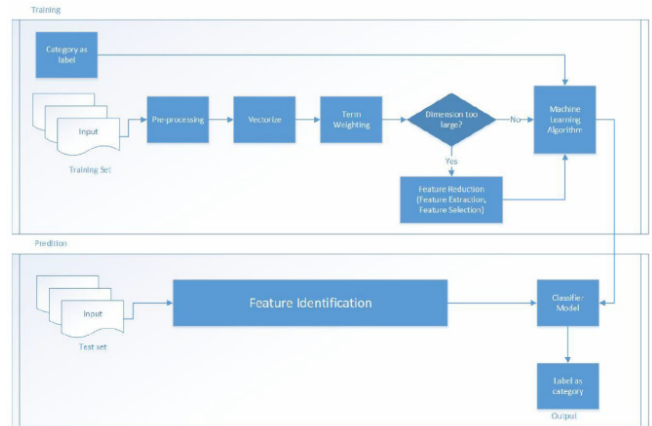 Training
Category as
label
Input
Training Set
Pre-processing
Vectorize
Term
Weighting
Dimension too
large?
No
Yes
Feature Reduction
(Feature Extraction,
Feature Selection)
Machine
Learning
Algorithm
Predition
Input
Test set
Feature Identification
Classifier
Model
Label as
category
Output